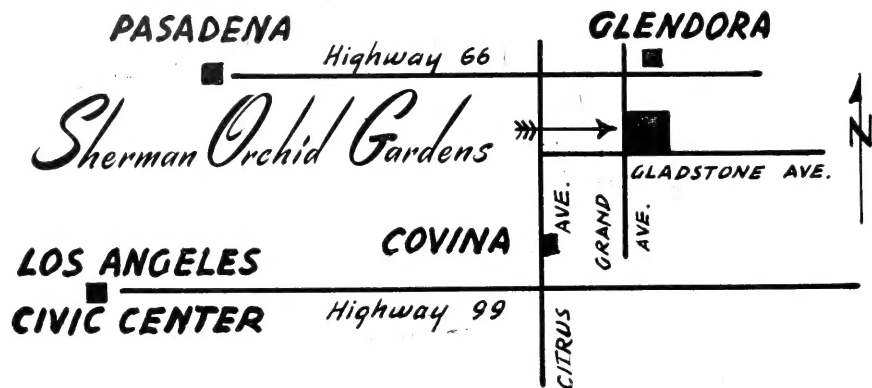 PASADENA
GLENDORA
Highway 66
Sherman Orchid Gardens
N
GLADSTONE AVE.
CITRUS AVE.
GRAND AVE.
COVINA
LOS ANGELES
CIVIC CENTER
Highway 99